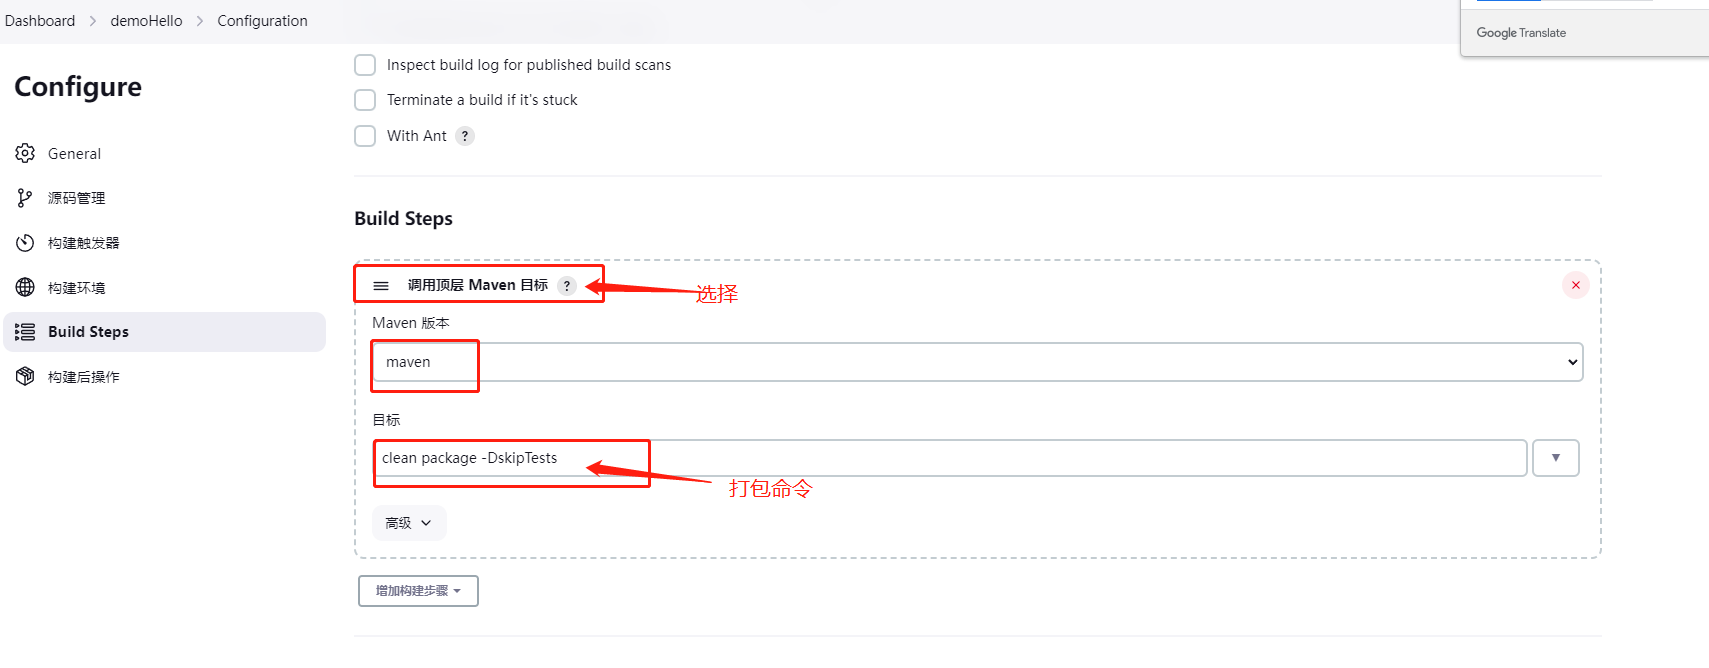 Dashboard > demoHello > Configuration
Google Translate
Configure
General
源码管理
构建触发器
构建环境
Build Steps
构建后操作
Inspect build log for published build scans
Terminate a build if it's stuck
With Ant ?
Build Steps
调用顶层 Maven 目标 ?
选择
Maven 版本
maven
目标
clean package -DskipTests
打包命令
高级
增加构建步骤